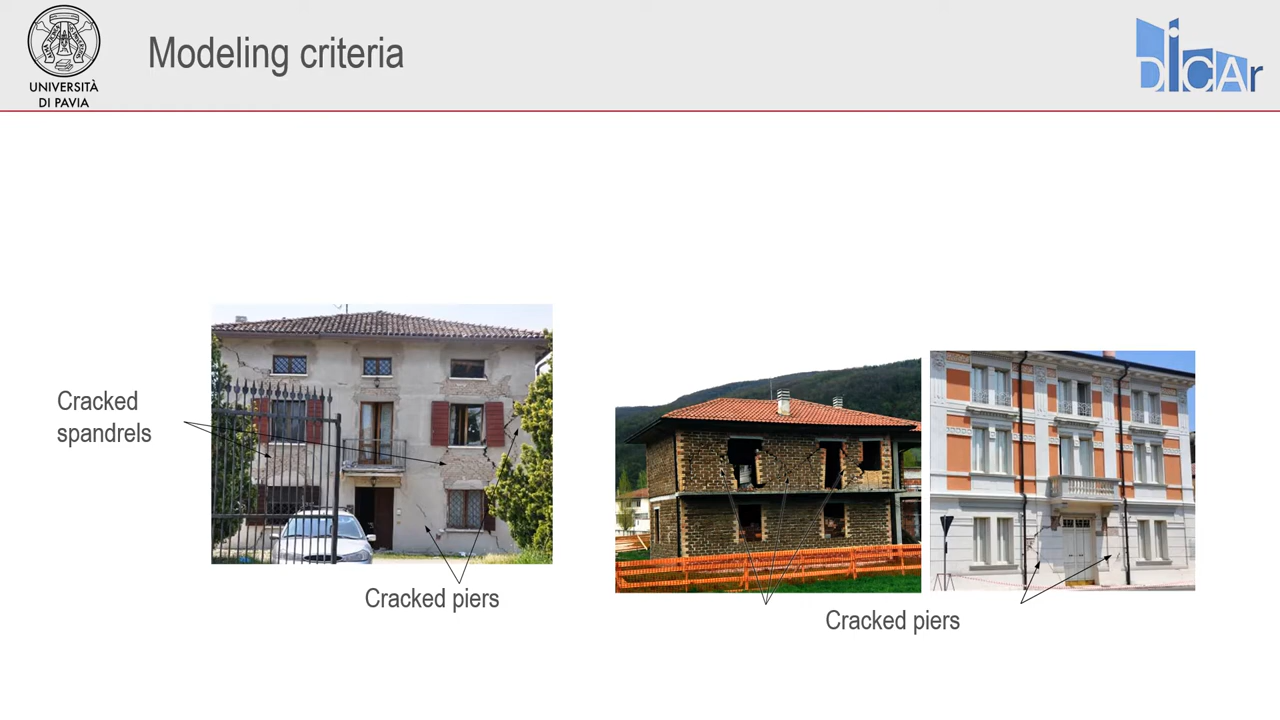 Modeling criteria
UNIVERSITÀ
DI PAVIA
DICAr
Cracked
spandrels
Cracked piers
Cracked piers